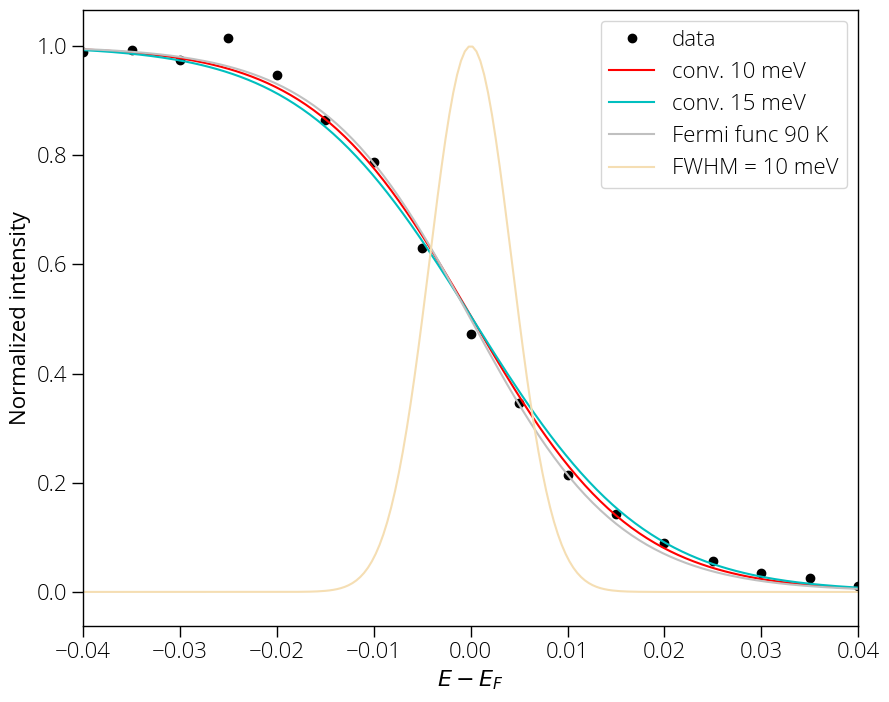 data
conv. 10 meV
conv. 15 meV
Fermi func 90 K
FWHM = 10 meV
Normalized intensity
1.0
0.8
0.6
0.4
0.2
0.0
−0.04 −0.03 −0.02 −0.01 0.00 0.01 0.02 0.03 0.04
E − E_F